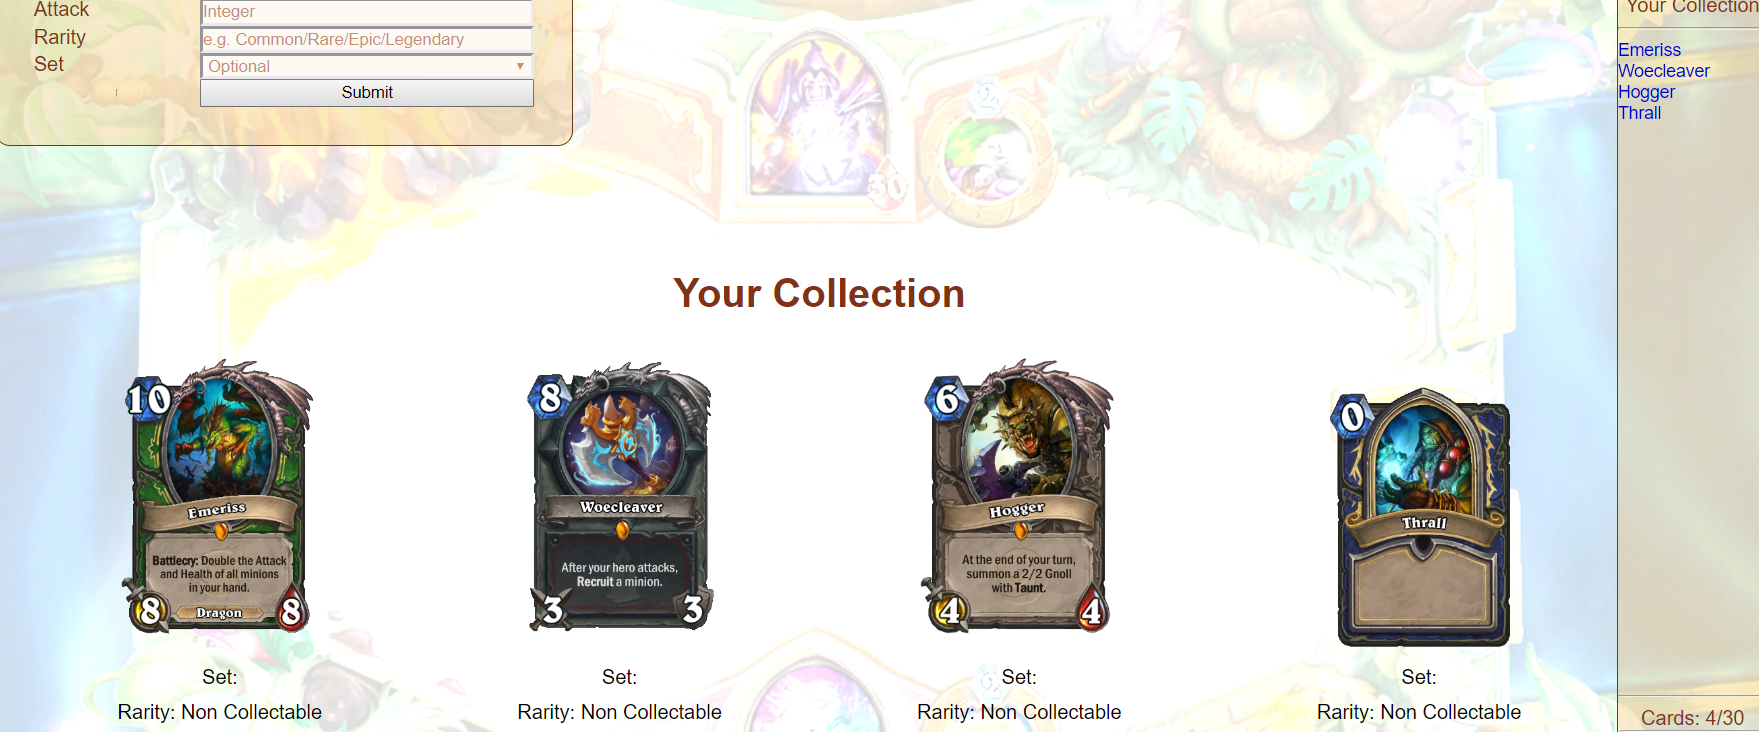 Attack
Integer
Rarity
e.g. Common/Rare/Epic/Legendary
Set
Optional
Submit
Your Collection
Emeriss
Woecleaver
Hogger
Thrall
30
Your Collection
10
Emeriss
Battlecry: Double the Attack
and Health of all minions
in your hand.
8
Dragon
8
8
Woecleaver
After your hero attacks,
Recruit a minion.
3
3
6
Hogger
At the end of your turn,
summon a 2/2 Gnoll
with Taunt.
4
4
0
Thrall
Set:
Set:
Set:
Set:
Rarity: Non Collectable
Rarity: Non Collectable
Rarity: Non Collectable
Rarity: Non Collectable
Cards: 4/30